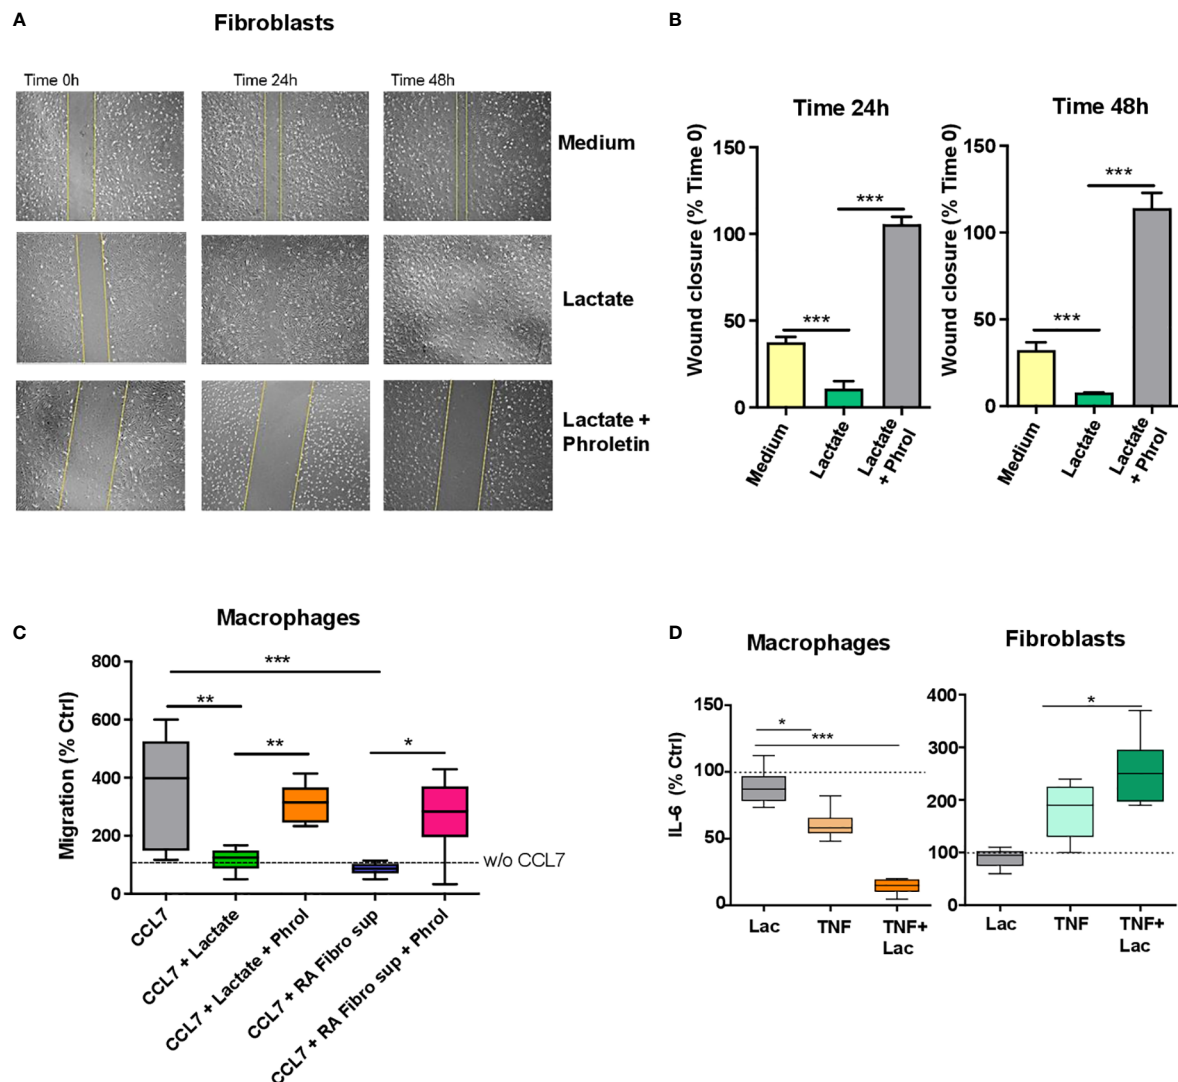 A
Fibroblasts
Time 0h
Time 24h
Time 48h
Medium
Lactate
Lactate +
Phroletin
B
Time 24h
Wound closure (% Time 0)
150
100
50
0
***
***
Medium
Lactate
Lactate
+ Phrol
Time 48h
Wound closure (% Time 0)
150
100
50
0
***
***
Medium
Lactate
Lactate
+ Phrol
C
Macrophages
Migration (% Ctrl)
800
600
400
200
0
***
**
**
*
w/o CCL7
CCL7
CCL7 + Lactate
CCL7 + Lactate + Phrol
CCL7 + RA Fibro sup
CCL7 + RA Fibro sup + Phrol
D
Macrophages
IL-6 (% Ctrl)
150
100
50
0
*
***
Lac
TNF
TNF+
Lac
Fibroblasts
400
300
200
100
0
*
Lac
TNF
TNF+
Lac